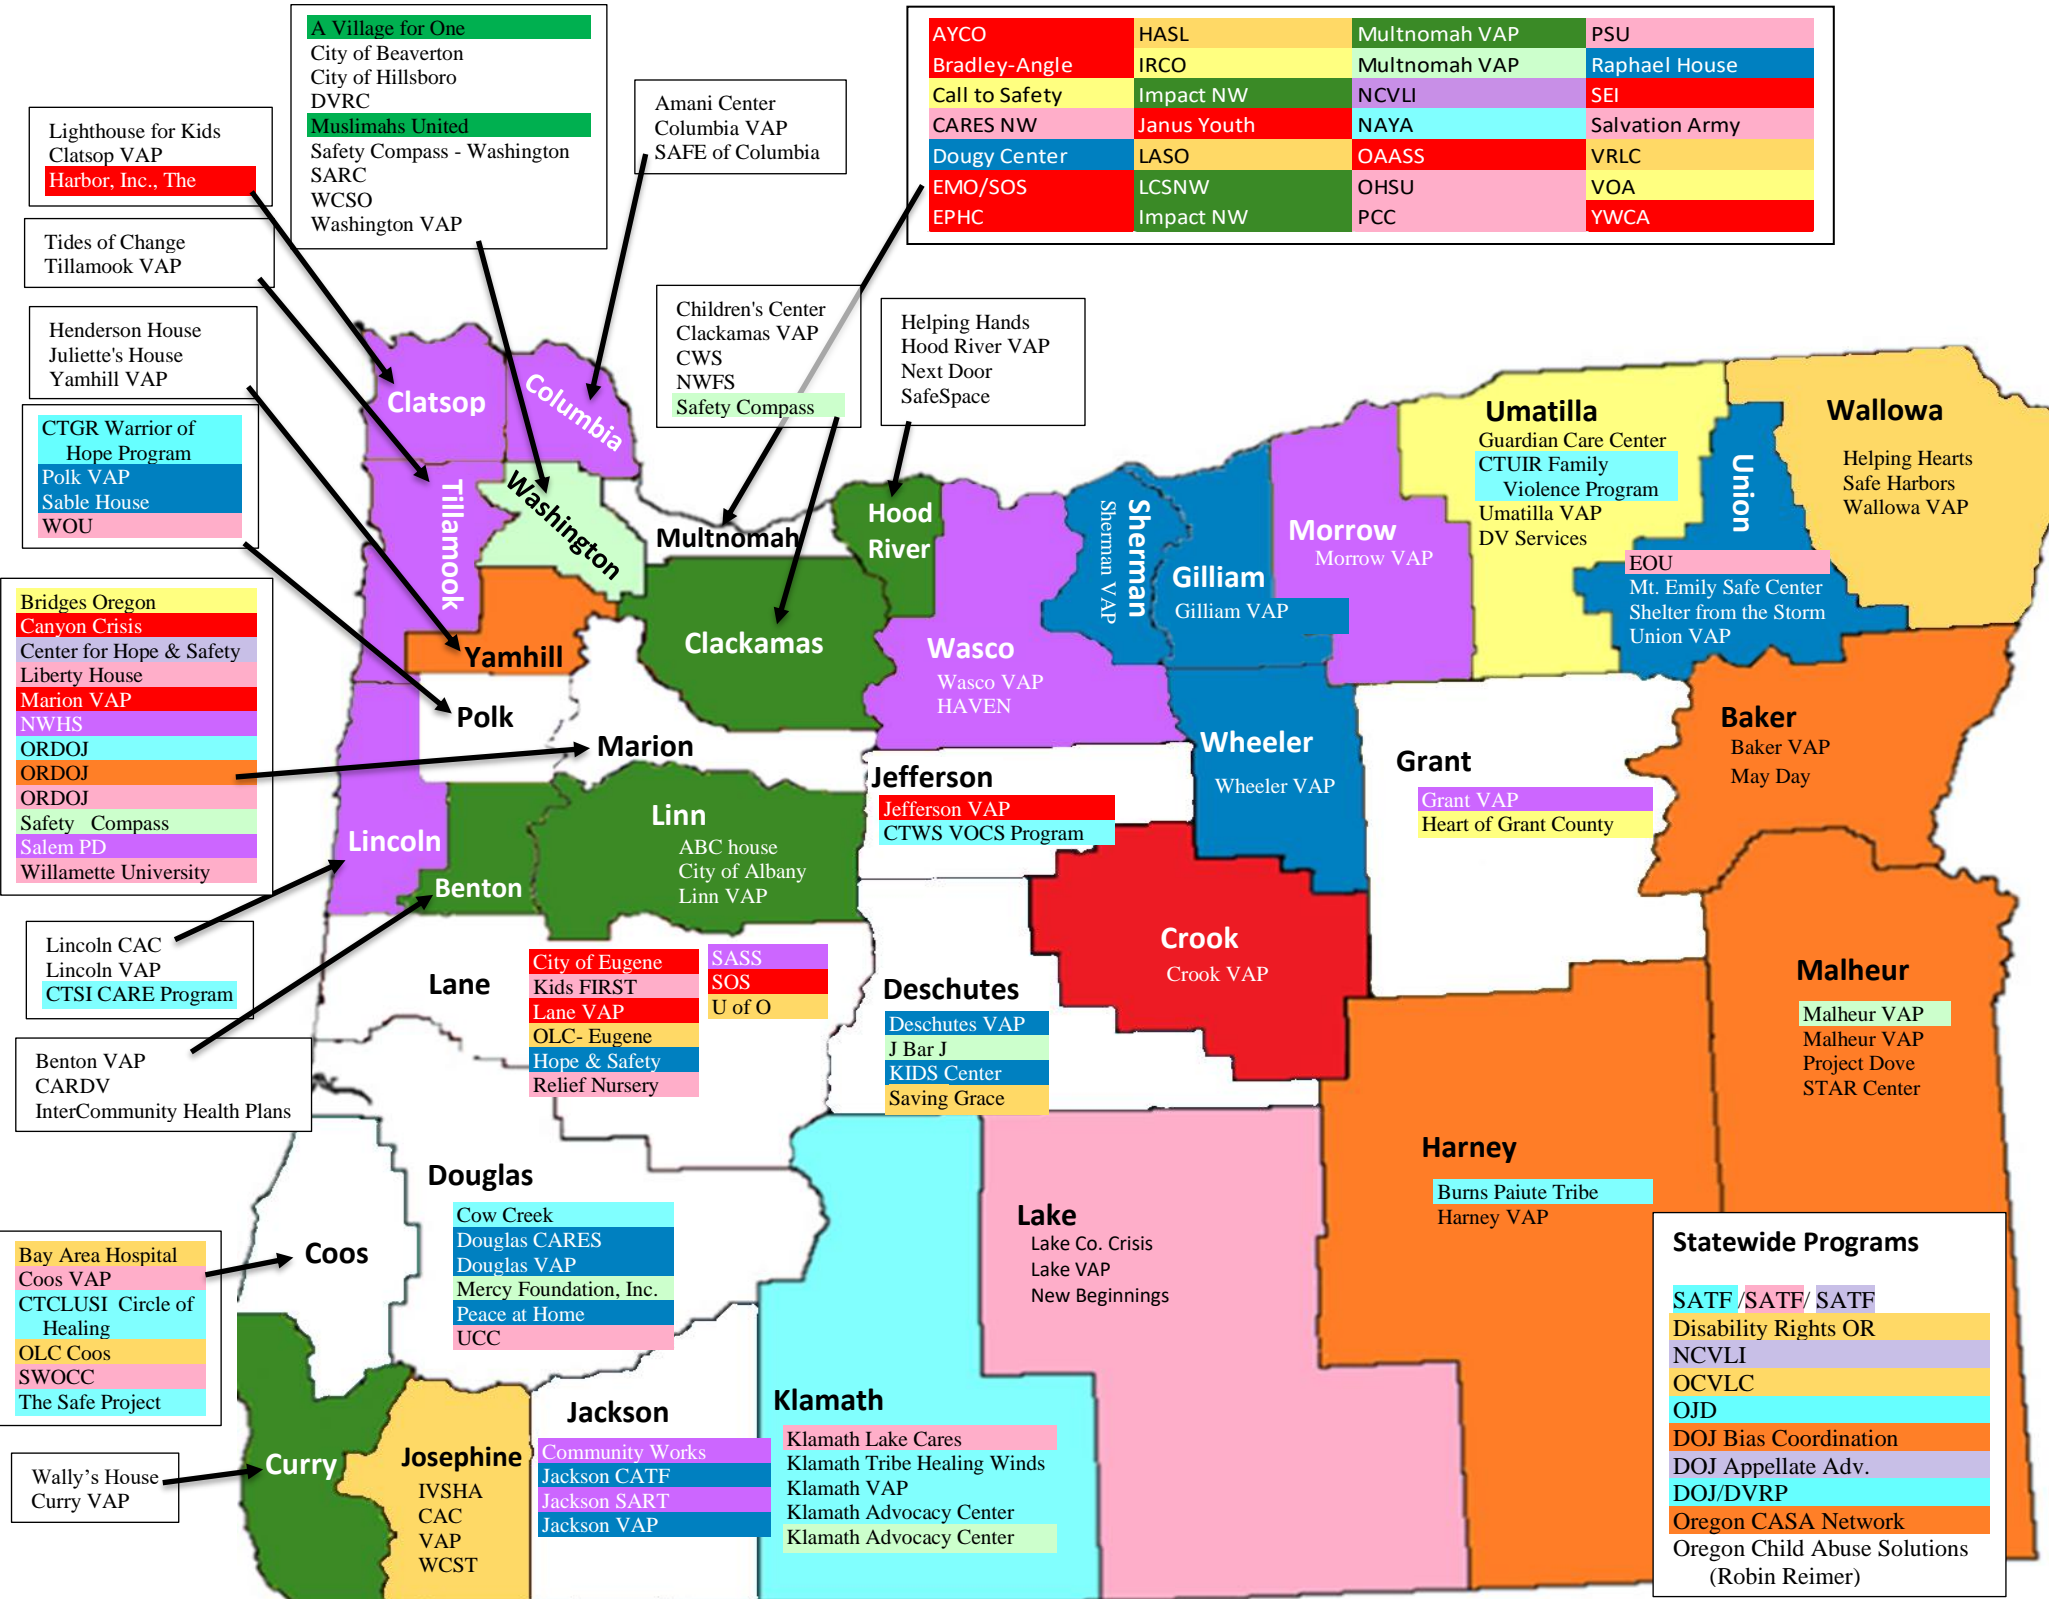 A Village for One
City of Beaverton
City of Hillsboro
DVRC
Muslimahs United
Safety Compass - Washington
SARC
WCSO
Washington VAP
Amani Center
Columbia VAP
SAFE of Columbia
AYCO HASL Multnomah VAP PSU
Bradley-Angle IRCO Multnomah VAP Raphael House
Call to Safety Impact NW NCVLI SEI
CARES NW Janus Youth NAYA Salvation Army
Dougy Center LASO OAASS VRLC
EMO/SOS LCSNW OHSU VOA
EPHC Impact NW PCC YWCA
Lighthouse for Kids
Clatsop VAP
Harbor, Inc., The
Tides of Change
Tillamook VAP
Henderson House
Juliette's House
Yamhill VAP
Children's Center
Clackamas VAP
CWS
NWFS
Safety Compass
Helping Hands
Hood River VAP
Next Door
SafeSpace
CTGR Warrior of
Hope Program
Polk VAP
Sable House
WOU
Bridges Oregon
Canyon Crisis
Center for Hope & Safety
Liberty House
Marion VAP
NWHS
ORDOJ
ORDOJ
ORDOJ
Safety Compass
Salem PD
Willamette University
Lincoln CAC
Lincoln VAP
CTSI CARE Program
Benton VAP
CARDV
InterCommunity Health Plans
Bay Area Hospital
Coos VAP
CTCLUSI Circle of
Healing
OLC Coos
SWOCC
The Safe Project
Wally’s House
Curry VAP
Clatsop
Columbia
Tillamook
Washington
Multnomah
Hood
River
Yamhill
Clackamas
Polk
Marion
Wasco
Wasco VAP
HAVEN
Sherman
Sherman VAP
Gilliam
Gilliam VAP
Morrow
Morrow VAP
Umatilla
Guardian Care Center
CTUIR Family
Violence Program
Umatilla VAP
DV Services
Union
EOU
Mt. Emily Safe Center
Shelter from the Storm
Union VAP
Wallowa
Helping Hearts
Safe Harbors
Wallowa VAP
Baker
Baker VAP
May Day
Wheeler
Wheeler VAP
Grant
Grant VAP
Heart of Grant County
Jefferson
Jefferson VAP
CTWS VOCS Program
Lincoln
Benton
Linn
ABC house
City of Albany
Linn VAP
Crook
Crook VAP
Lane
City of Eugene
Kids FIRST
Lane VAP
OLC- Eugene
Hope & Safety
Relief Nursery
SASS
SOS
U of O
Deschutes
Deschutes VAP
J Bar J
KIDS Center
Saving Grace
Malheur
Malheur VAP
Malheur VAP
Project Dove
STAR Center
Harney
Burns Paiute Tribe
Harney VAP
Douglas
Cow Creek
Douglas CARES
Douglas VAP
Mercy Foundation, Inc.
Peace at Home
UCC
Coos
Lake
Lake Co. Crisis
Lake VAP
New Beginnings
Curry
Josephine
IVSHA
CAC
VAP
WCST
Jackson
Community Works
Jackson CATF
Jackson SART
Jackson VAP
Klamath
Klamath Lake Cares
Klamath Tribe Healing Winds
Klamath VAP
Klamath Advocacy Center
Klamath Advocacy Center
Statewide Programs
SATF /SATF/ SATF
Disability Rights OR
NCVLI
OCVLC
OJD
DOJ Bias Coordination
DOJ Appellate Adv.
DOJ/DVRP
Oregon CASA Network
Oregon Child Abuse Solutions
(Robin Reimer)